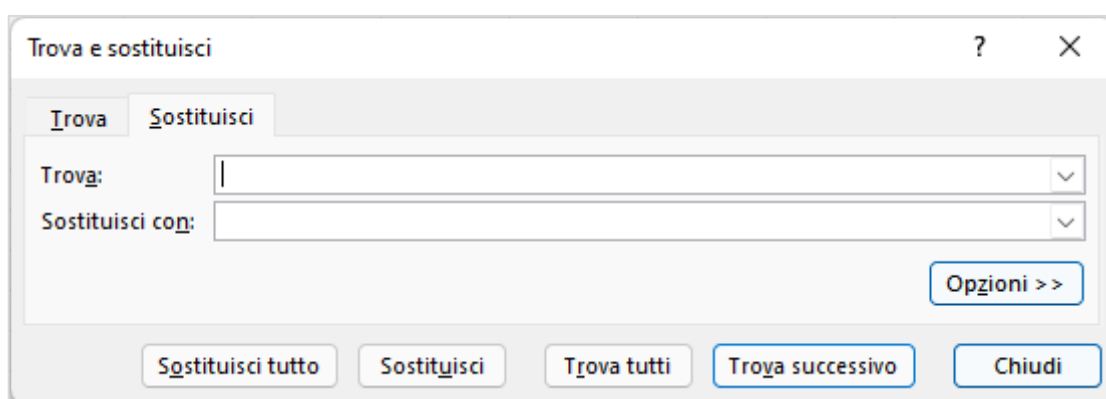 Trova e sostituisci ? ×
Trova Sostituisci
Trova:
Sostituisci con:
Opzioni >>
Sostituisci tutto Sostituisci Trova tutti Trova successivo Chiudi